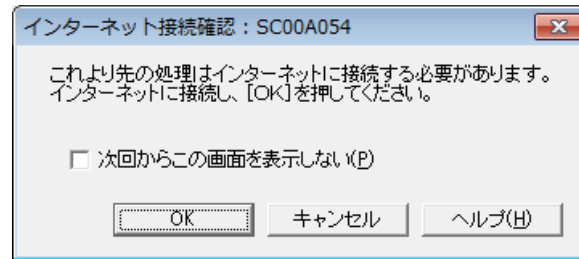 インターネット接続確認：SC00A054
これより先の処理はインターネットに接続する必要があります。
インターネットに接続し、[OK]を押してください。
次回からこの画面を表示しない(P)
OK キャンセル ヘルプ(H)